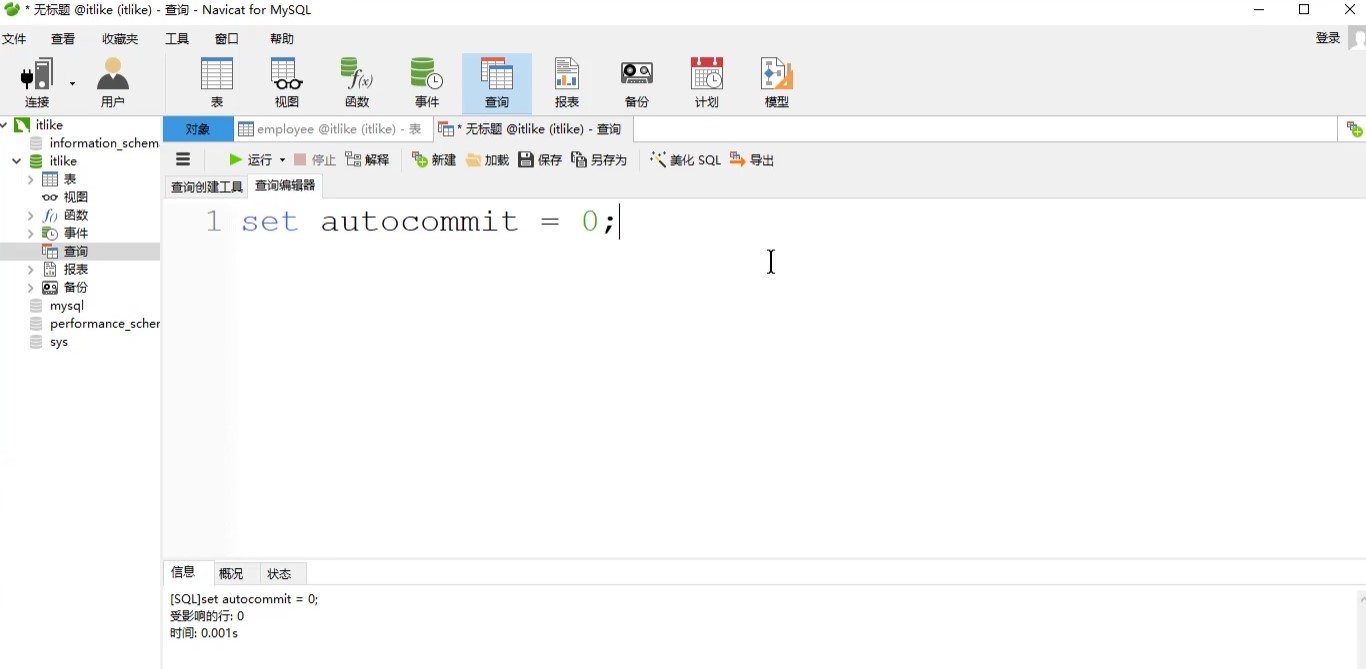 * 无标题 @itlike (itlike) - 查询 - Navicat for MySQL
文件 查看 收藏夹 工具 窗口 帮助 登录
连接 用户 表 视图 函数 事件 查询 报表 备份 计划 模型
对象 employee @itlike (itlike) - 表 * 无标题 @itlike (itlike) - 查询
运行 停止 解释 新建 加载 保存 另存为 美化 SQL 导出
查询创建工具 查询编辑器
itlike
information_schem
itlike
表
视图
函数
事件
查询
报表
备份
mysql
performance_scher
sys
1 set autocommit = 0;
信息 概况 状态
[SQL]set autocommit = 0;
受影响的行: 0
时间: 0.001s